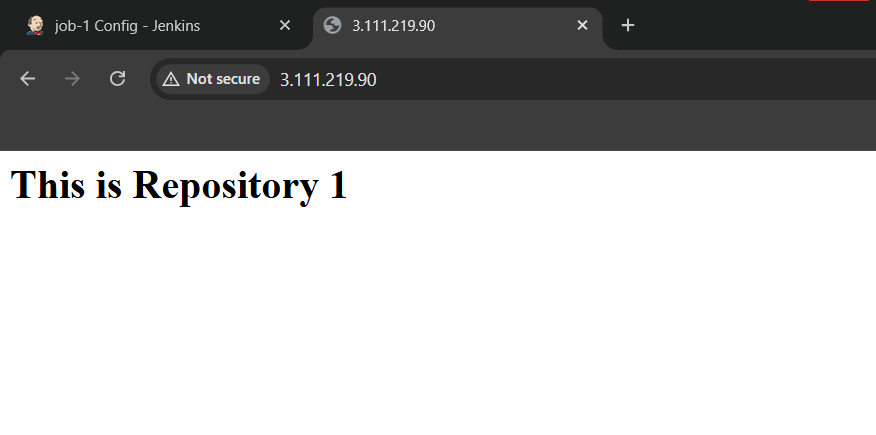 job-1 Config - Jenkins
3.111.219.90
Not secure
3.111.219.90
This is Repository 1